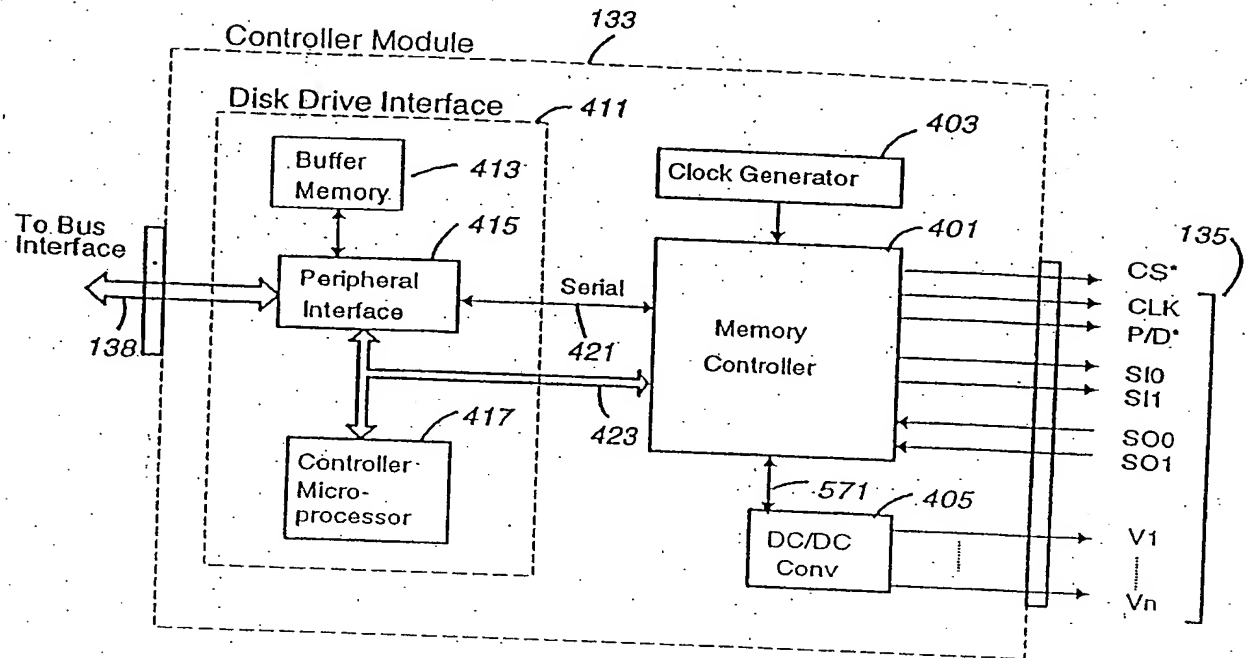 Controller Module
133
Disk Drive Interface
411
403
Buffer
Memory
413
Clock Generator
To Bus
Interface
415
401
135
Peripheral
Interface
Serial
CS*
CLK
P/D*
138
421
Memory
Controller
SI0
SI1
417
423
SO0
SO1
Controller
Micro-
processor
571
405
DC/DC
Conv
V1
Vn